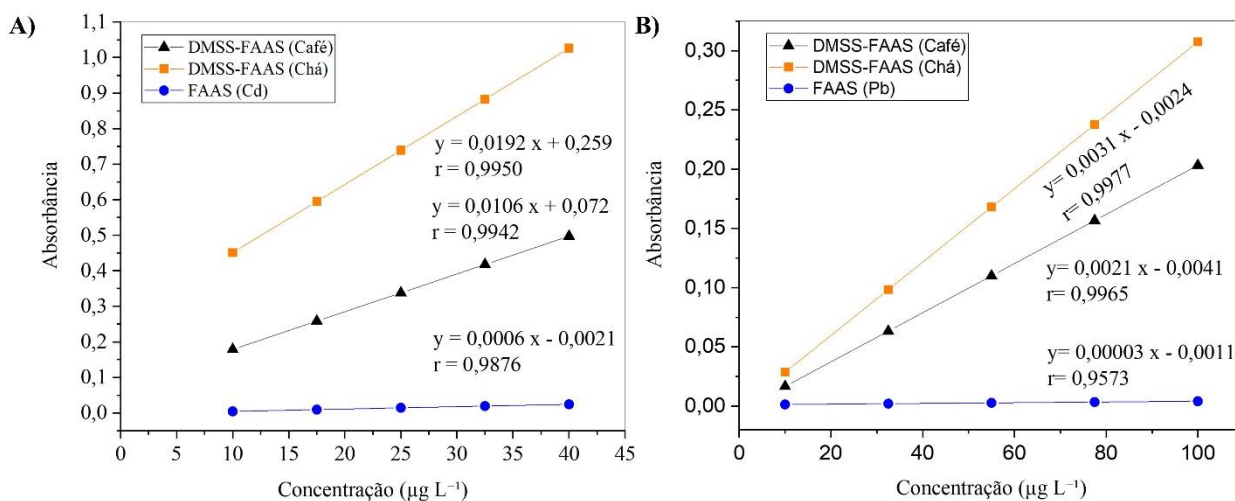 A)
1,1
1,0
0,9
0,8
0,7
0,6
0,5
0,4
0,3
0,2
0,1
0,0
Absorbância
DMSS-FAAS (Café)
DMSS-FAAS (Chá)
FAAS (Cd)
y = 0,0192 x + 0,259
r = 0,9950
y = 0,0106 x + 0,072
r = 0,9942
y = 0,0006 x - 0,0021
r = 0,9876
0 5 10 15 20 25 30 35 40 45
Concentração (µg L⁻¹)
B)
0,30
0,25
0,20
0,15
0,10
0,05
0,00
Absorbância
DMSS-FAAS (Café)
DMSS-FAAS (Chá)
FAAS (Pb)
y= 0,0031 x - 0,0024
r= 0,9977
y= 0,0021 x - 0,0041
r= 0,9965
y= 0,00003 x - 0,0011
r= 0,9573
0 20 40 60 80 100
Concentração (µg L⁻¹)